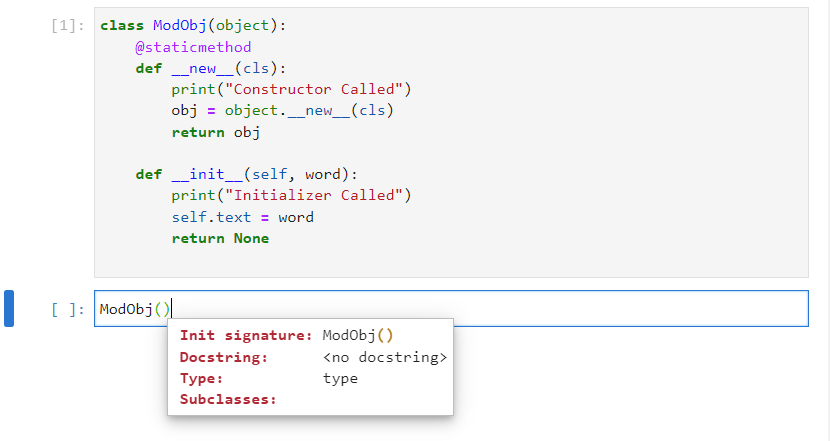 [1]: class ModObj(object):
    @staticmethod
    def __new__(cls):
        print("Constructor Called")
        obj = object.__new__(cls)
        return obj

    def __init__(self, word):
        print("Initializer Called")
        self.text = word
        return None

[ ]: ModObj()
Init signature: ModObj()
Docstring: <no docstring>
Type: type
Subclasses: